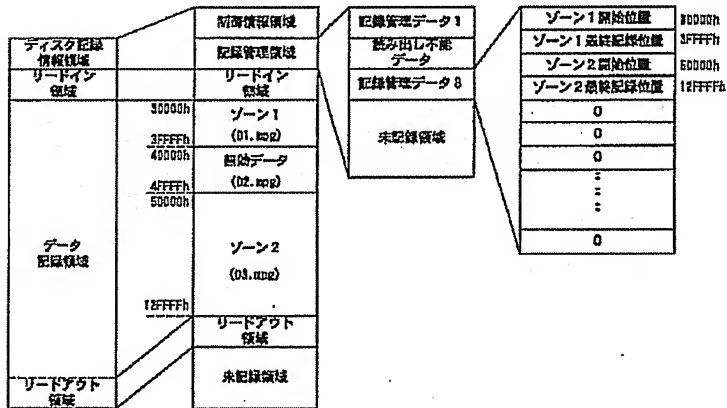 ディスク記録
情報領域
リードイン
領域
データ
記録領域
リードアウト
領域
制御情報領域
記録管理領域
リードイン
領域
30000h
ゾーン1
(01.mpg)
3FFFFh
40000h
無効データ
(02.mpg)
4FFFFh
50000h
ゾーン2
(03.mpg)
12FFFFh
リードアウト
領域
未記録領域
記録管理データ1
読み出し不能
データ
記録管理データ3
未記録領域
ゾーン1開始位置
30000h
ゾーン1最終記録位置
3FFFFh
ゾーン2開始位置
50000h
ゾーン2最終記録位置
12FFFFh
0
0
0
0